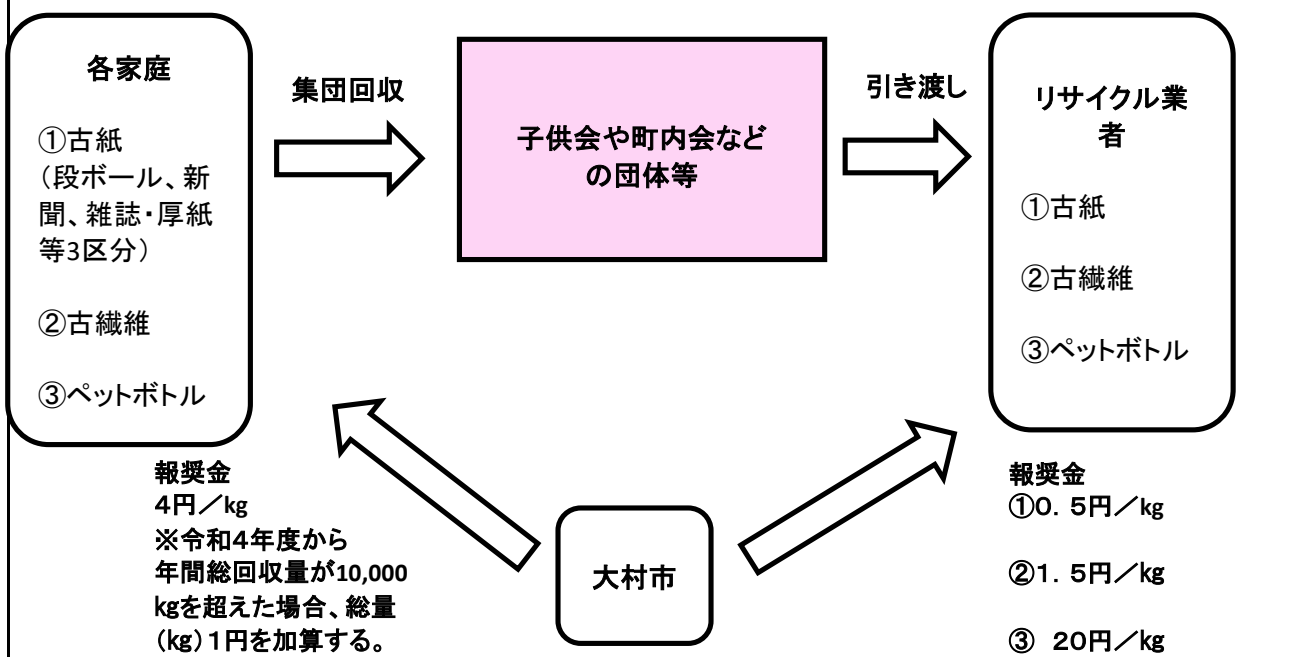 各家庭
①古紙
（段ボール、新
聞、雑誌・厚紙
等3区分）
②古繊維
③ペットボトル
集団回収
子供会や町内会など
の団体等
引き渡し
リサイクル業
者
①古紙
②古繊維
③ペットボトル
報奨金
4円／kg
※令和4年度から
年間総回収量が10,000
kgを超えた場合、総量
（kg）1円を加算する。
大村市
報奨金
①0．5円／kg
②1．5円／kg
③　20円／kg